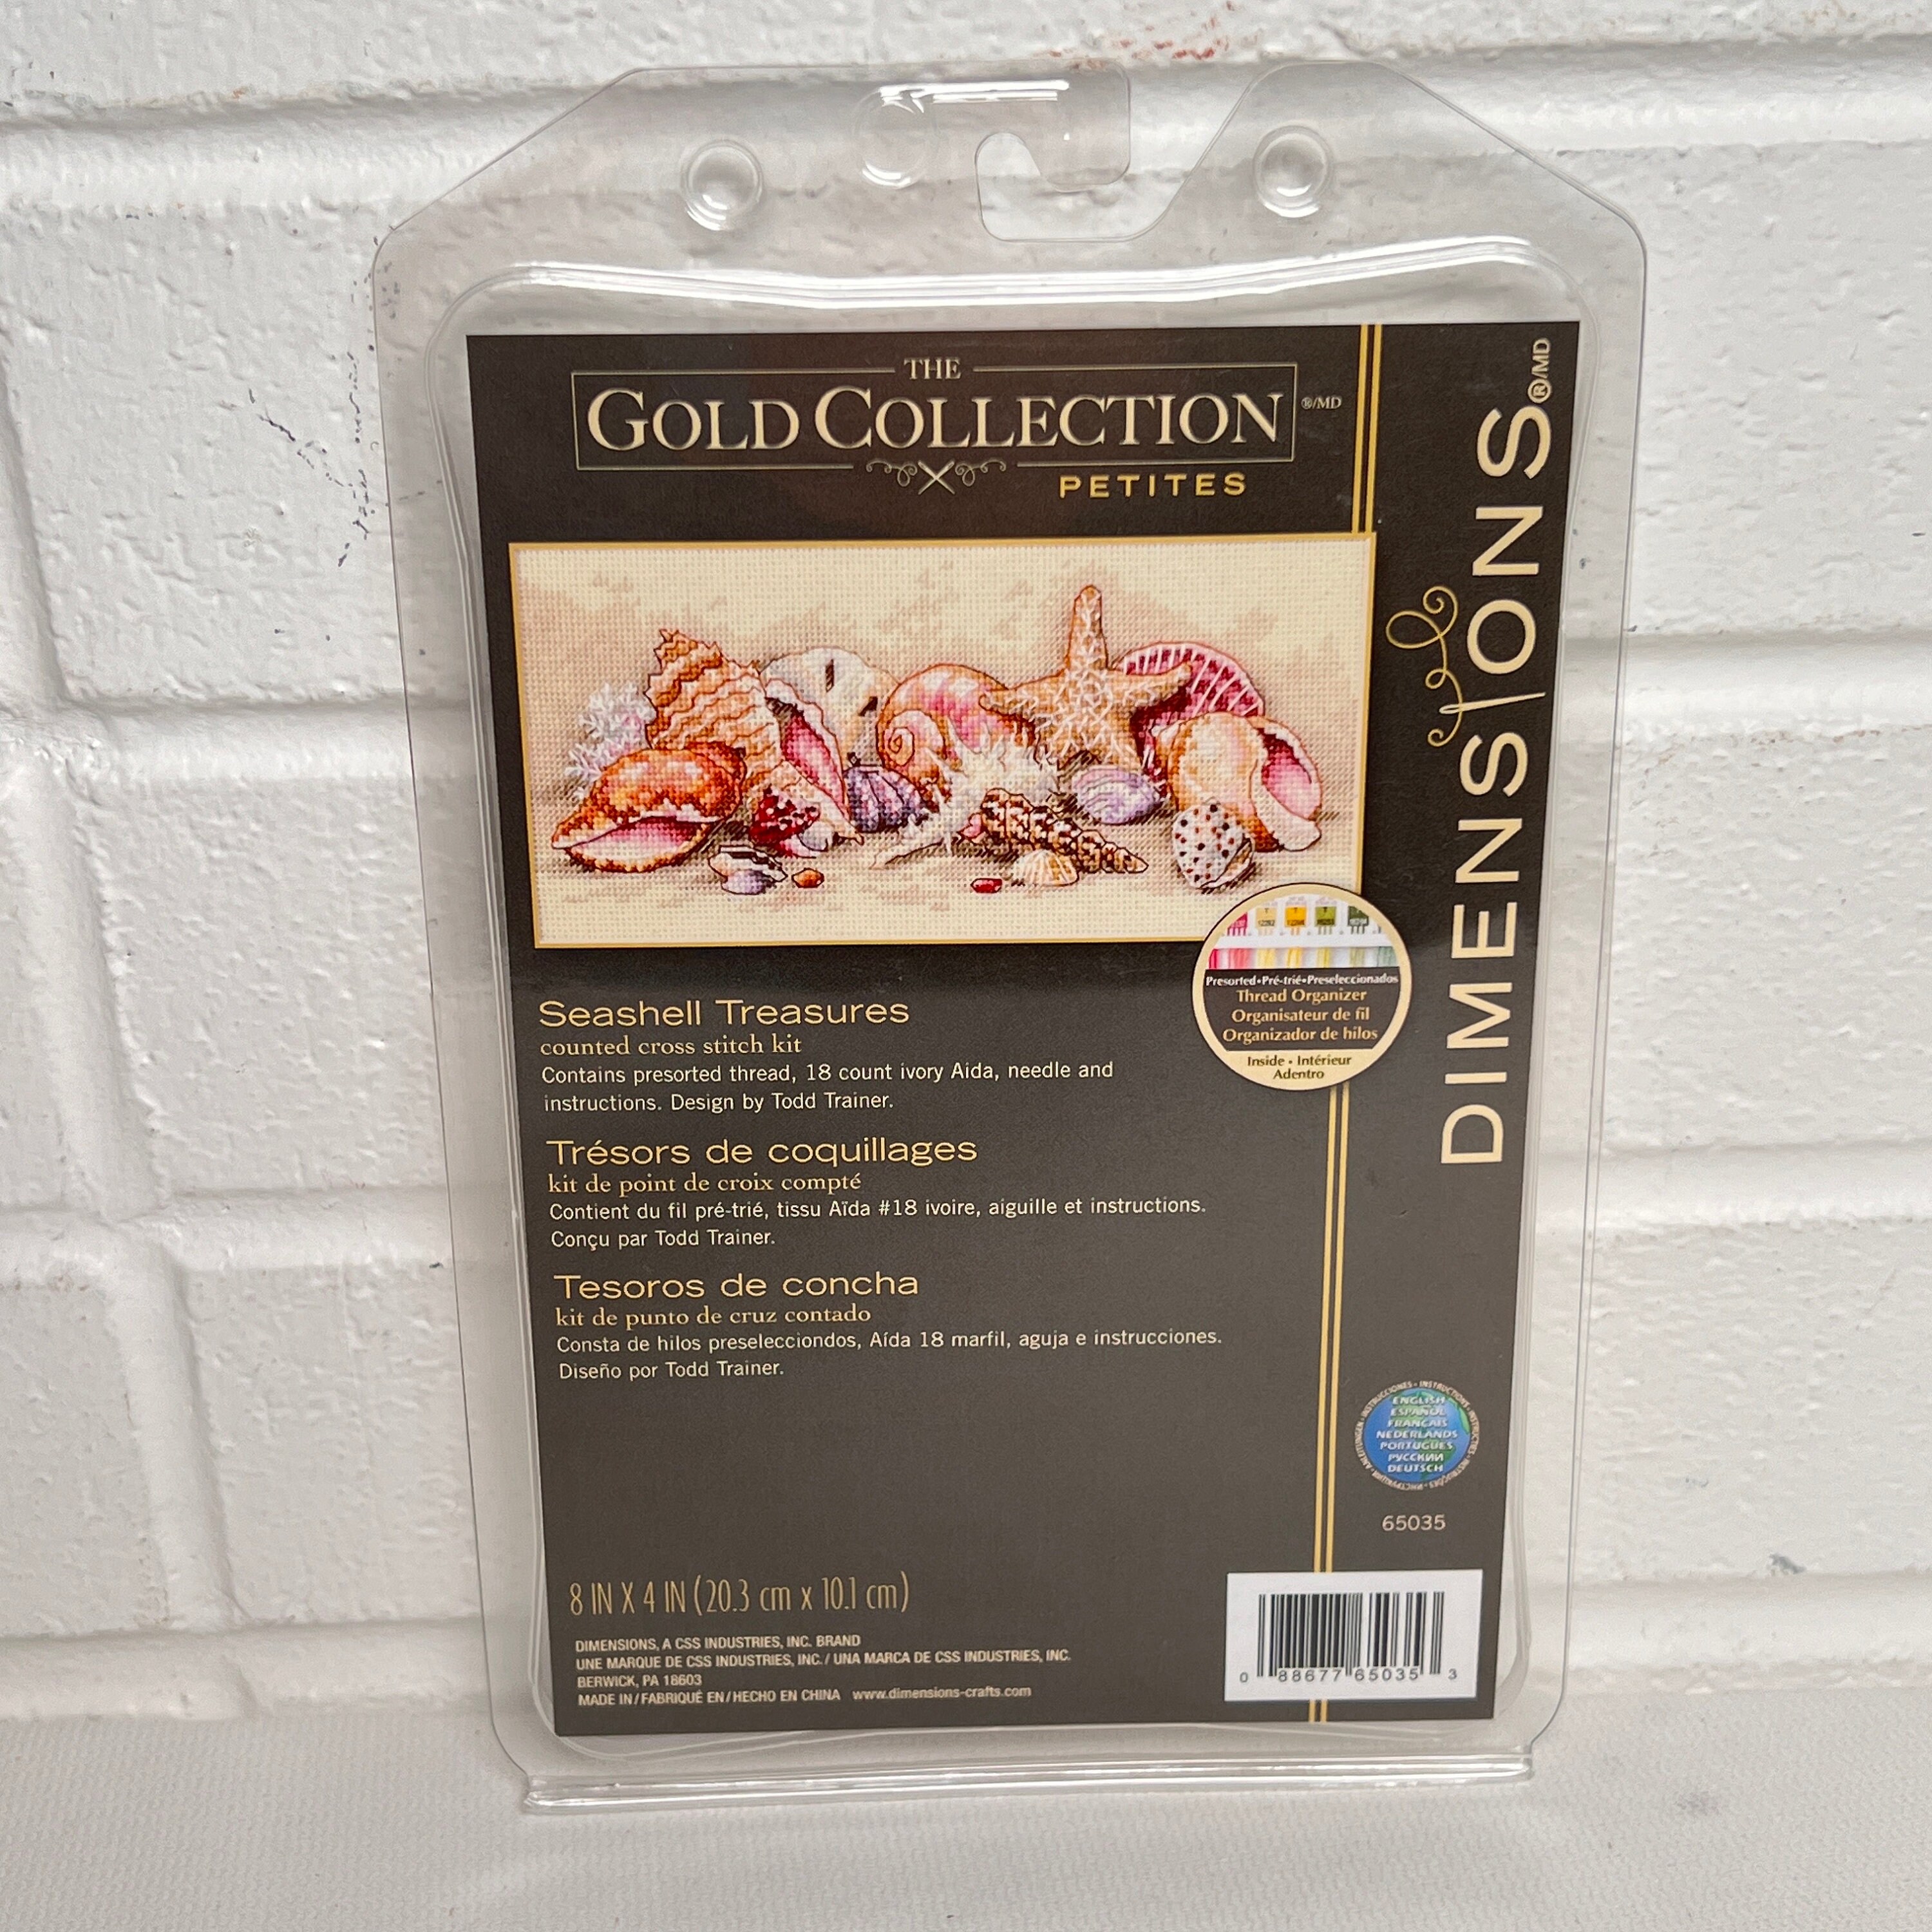 THE
GOLD COLLECTION ®/MD
PETITES
DIMENSIONS®/MD
Presorted•Pré-trié•Preseleccionados
Thread Organizer
Organisateur de fil
Organizador de hilos
Inside • Intérieur
Adentro
Seashell Treasures
counted cross stitch kit
Contains presorted thread, 18 count ivory Aida, needle and
instructions. Design by Todd Trainer.
Trésors de coquillages
kit de point de croix compté
Contient du fil pré-trié, tissu Aïda #18 ivoire, aiguille et instructions.
Conçu par Todd Trainer.
Tesoros de concha
kit de punto de cruz contado
Consta de hilos preselecciondos, Aída 18 marfil, aguja e instrucciones.
Diseño por Todd Trainer.
ENGLISH
ESPAÑOL
FRANÇAIS
NEDERLANDS
PORTUGUÊS
РУССКИЙ
DEUTSCH
65035
8 IN X 4 IN (20.3 cm x 10.1 cm)
DIMENSIONS, A CSS INDUSTRIES, INC. BRAND
UNE MARQUE DE CSS INDUSTRIES, INC. / UNA MARCA DE CSS INDUSTRIES, INC.
BERWICK, PA 18603
MADE IN / FABRIQUÉ EN / HECHO EN CHINA www.dimensions-crafts.com
0 88677 65035 3